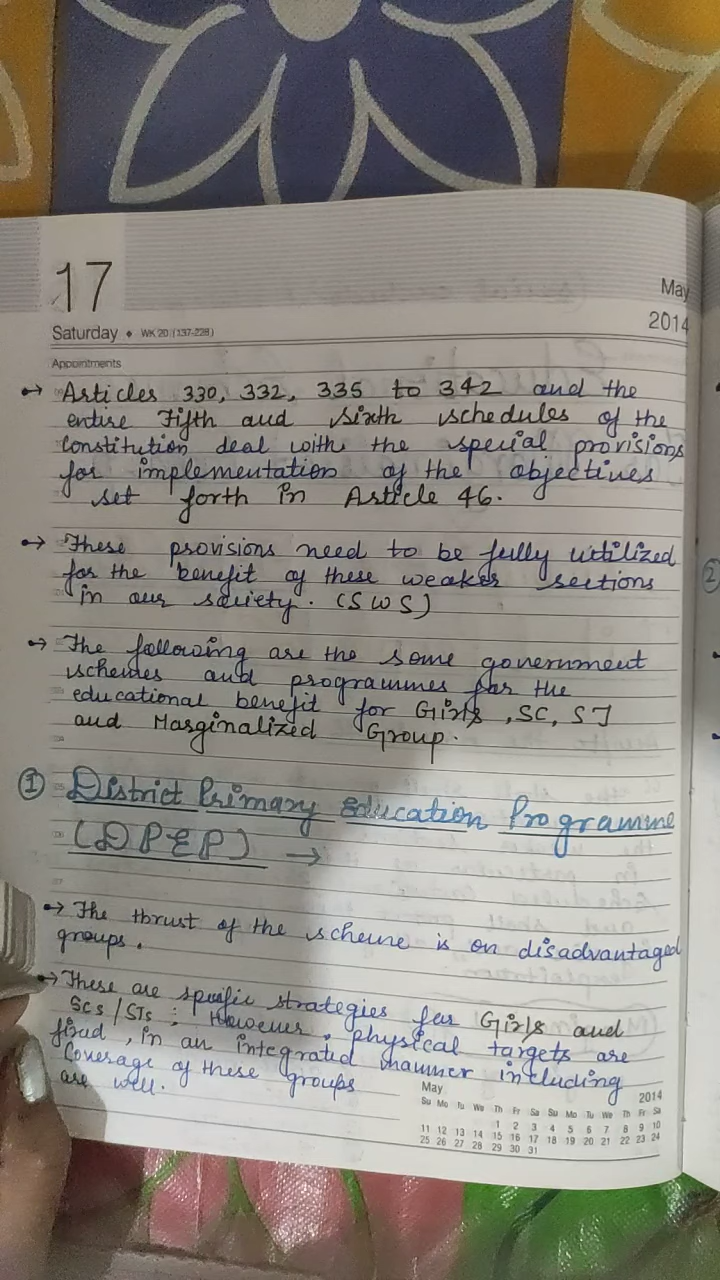 17
May
2014
Saturday ♦ WK 20 (137-228)
Appointments
↔ Articles 330, 332, 335 to 342 and the
entire Fifth and sixth schedules of the
Constitution deal with the special provisions
for implementation of the objectives
set forth in Article 46.
→ These provisions need to be fully utilized
for the benefit of these weaker sections
in our society. (SWS)
→ The following are the some government
schemes and programmes for the
educational benefit for Girls, SC, ST
and Marginalized Group.
① District Primary Education Programme
(DPEP) →
→ The thrust of the scheme is on disadvantaged
groups.
→ These are specific strategies for Girls and
SCs/STs ; However, physical targets are
fixed, in an integrated manner including
Coverage of these groups
are well.
May 2014
Su Mo Tu We Th Fr Sa Su Mo Tu We Th Fr Sa
1 2 3 4 5 6 7 8 9 10
11 12 13 14 15 16 17 18 19 20 21 22 23 24
25 26 27 28 29 30 31
②